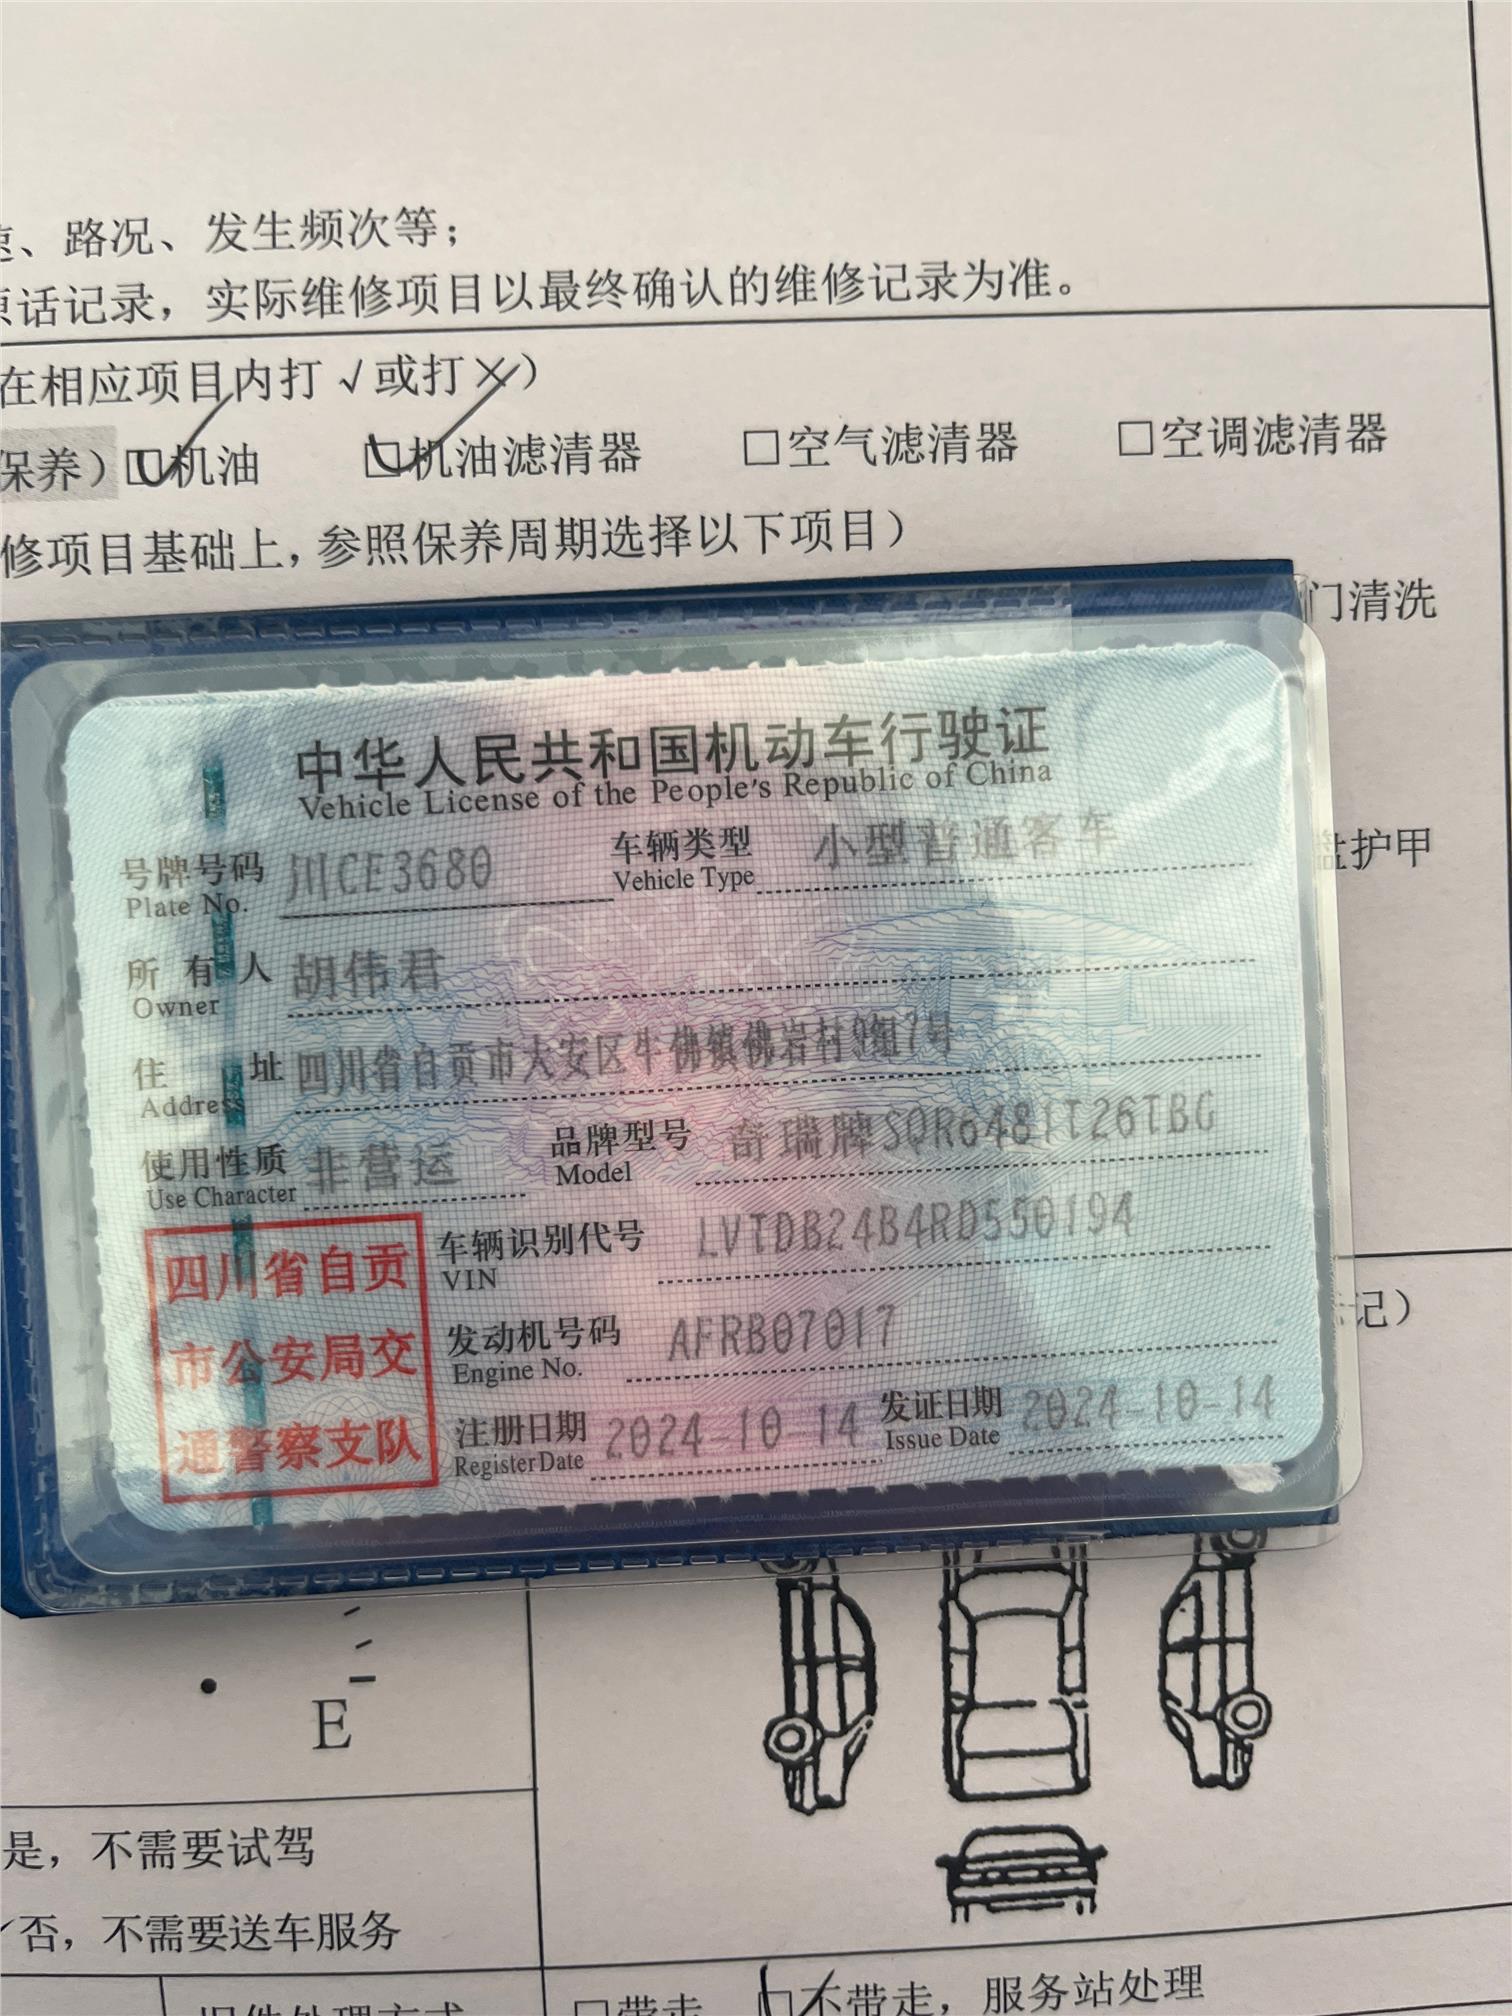 、路况、发生频次等；
话记录，实际维修项目以最终确认的维修记录为准。
在相应项目内打√或打×）
保养）□机油 □机油滤清器 □空气滤清器 □空调滤清器
修项目基础上，参照保养周期选择以下项目）
门清洗
护甲
中华人民共和国机动车行驶证
Vehicle License of the People's Republic of China
号牌号码 川CE3680 车辆类型 小型普通客车
Plate No. Vehicle Type
所有人 胡伟君
Owner
住址 四川省自贡市大安区牛佛镇佛岩村9组7号
Address
使用性质 非营运 品牌型号 奇瑞牌SQR6481T26TBG
Use Character Model
车辆识别代号 LVTDB24B4RD550194
VIN
发动机号码 AFRB07017
Engine No.
注册日期 2024-10-14 发证日期 2024-10-14
Register Date Issue Date
四川省自贡
市公安局交
通警察支队
记）
E
是，不需要试驾
否，不需要送车服务
旧件处理方式 □带走 □不带走，服务站处理